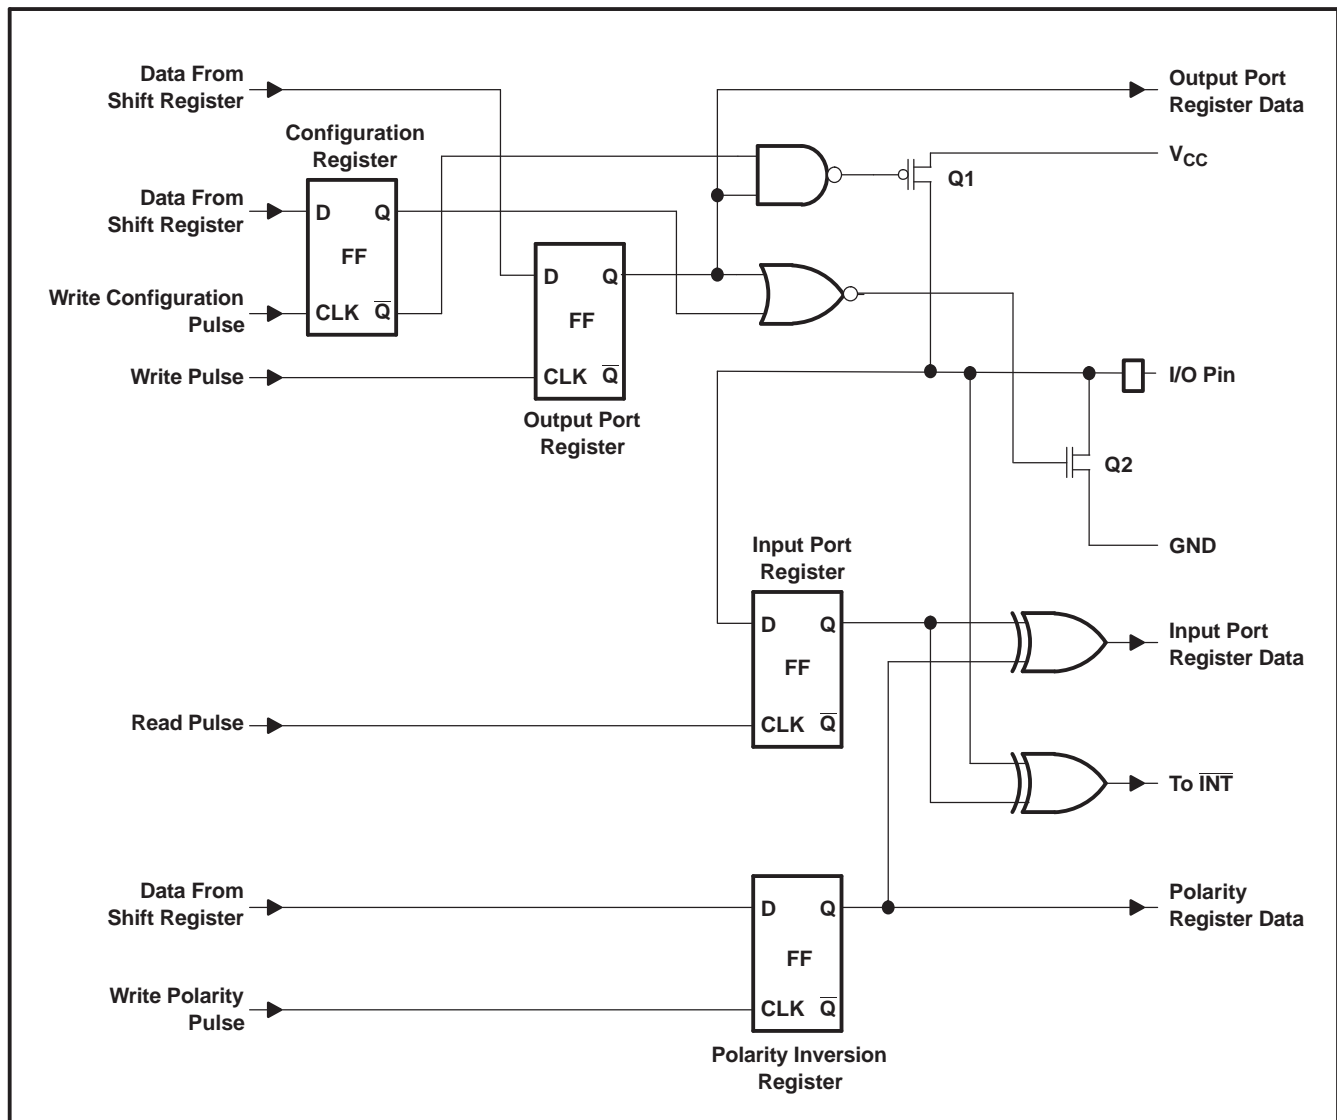 Data From
Shift Register
Output Port
Register Data
Configuration
Register
V<sub>CC</sub>
Q1
Data From
Shift Register
D
Q
FF
CLK
Q̅
D
Q
FF
CLK
Q̅
Write Configuration
Pulse
Write Pulse
I/O Pin
Output Port
Register
Q2
GND
Input Port
Register
D
Q
FF
CLK
Q̅
Input Port
Register Data
Read Pulse
To I̅N̅T̅
Data From
Shift Register
D
Q
FF
CLK
Q̅
Polarity
Register Data
Write Polarity
Pulse
Polarity Inversion
Register